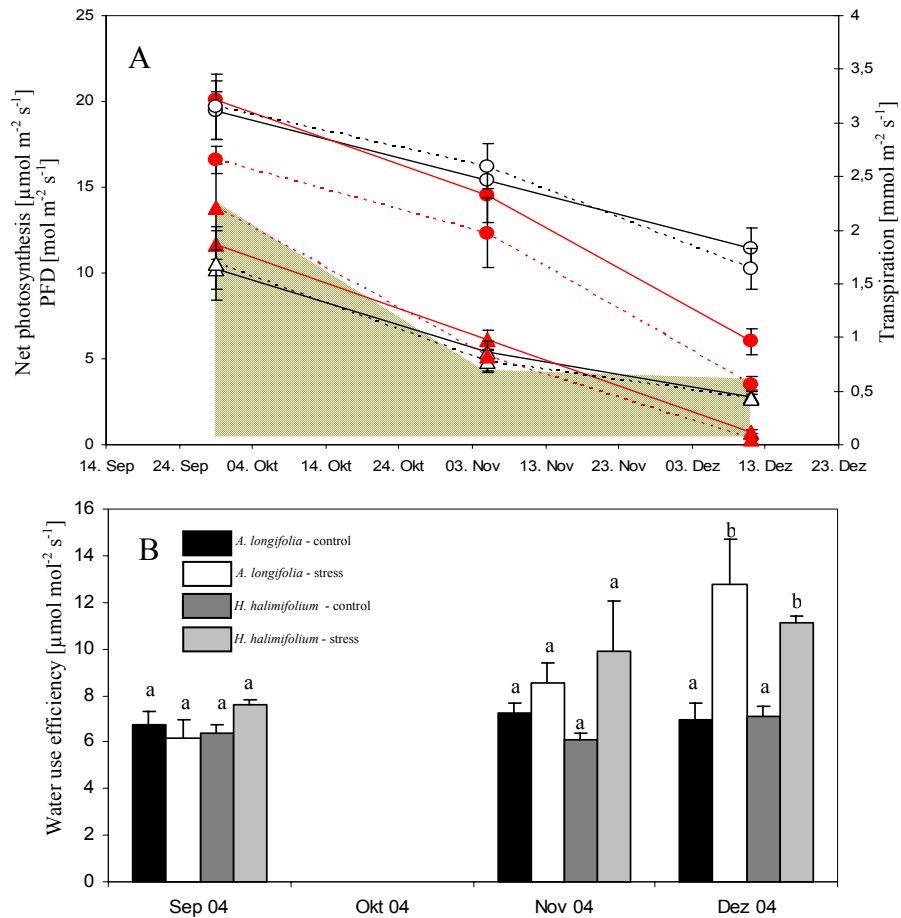 A
Net photosynthesis [µmol m⁻² s⁻¹]
PFD [mol m⁻² s⁻¹]
25
20
15
10
5
0
Transpiration [mmol m⁻² s⁻¹]
4
3,5
3
2,5
2
1,5
1
0,5
0
14. Sep 24. Sep 04. Okt 14. Okt 24. Okt 03. Nov 13. Nov 23. Nov 03. Dez 13. Dez 23. Dez
B
Water use efficiency [µmol mol⁻² s⁻¹]
16
14
12
10
8
6
4
2
0
A. longifolia - control
A. longifolia - stress
H. halimifolium - control
H. halimifolium - stress
a a a a
a a a a
a b a b
Sep 04 Okt 04 Nov 04 Dez 04